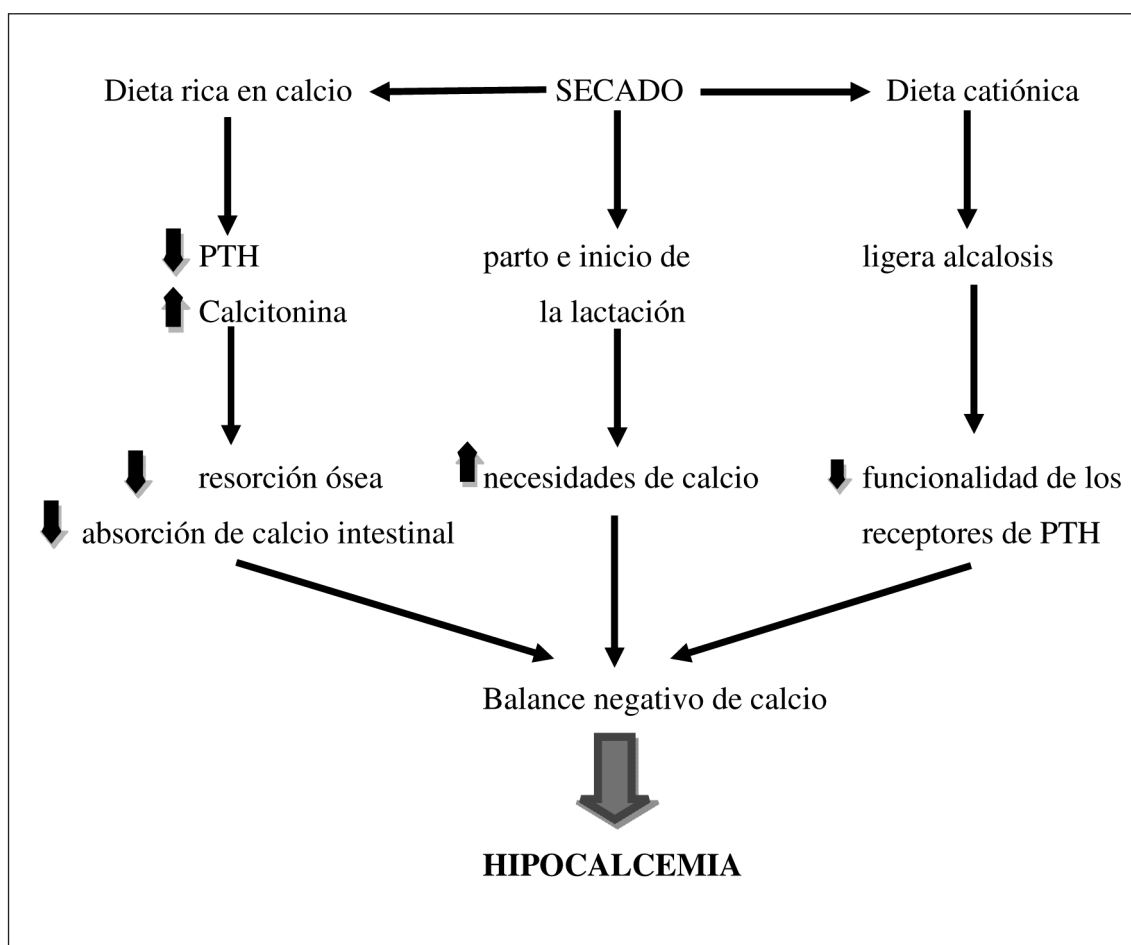 Dieta rica en calcio
SECADO
Dieta catiónica
PTH
Calcitonina
parto e inicio de
la lactación
ligera alcalosis
resorción ósea
absorción de calcio intestinal
necesidades de calcio
funcionalidad de los
receptores de PTH
Balance negativo de calcio
HIPOCALCEMIA